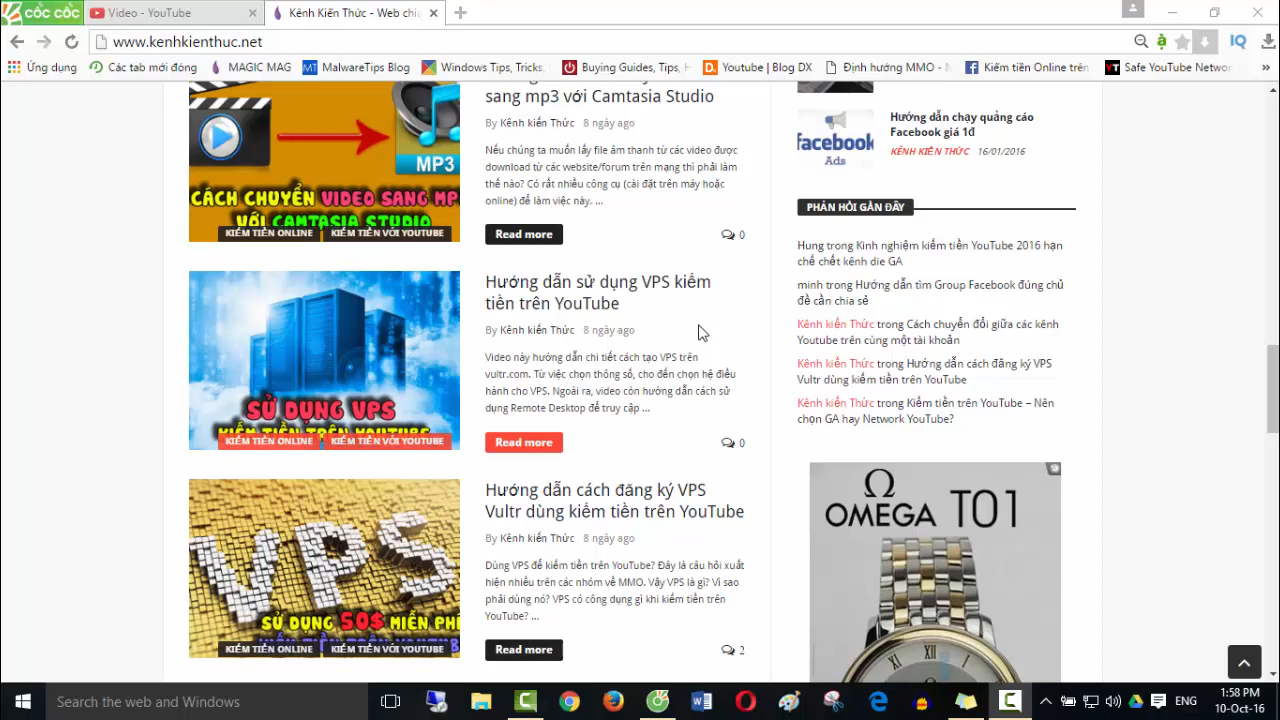 CỐC CỐC
Video - YouTube
Kênh Kiến Thức - Web chi
www.kenhkienthuc.net
Ứng dụng
Các tab mới đóng
MAGIC MAG
MalwareTips Blog
Windows Tips, Tricks,
Buying Guides, Tips, H
Youtube | Blog DX
Định hướng MMO - N
Kiếm tiền Online trên
Safe YouTube Netwo
»
MP3
CÁCH CHUYỂN VIDEO SANG MP
VỚI CAMTASIA STUDIO
KIẾM TIỀN ONLINE
KIẾM TIỀN VỚI YOUTUBE
sang mp3 với Camtasia Studio
By Kênh kiến Thức 8 ngày ago
Nếu chúng ta muốn lấy file âm thanh từ các video được
download từ các website/forum trên mạng thì phải làm
thế nào? Có rất nhiều công cụ (cài đặt trên máy hoặc
online) để làm việc này. ...
Read more
0
SỬ DỤNG VPS
KIẾM TIỀN TRÊN YOUTUBE
KIẾM TIỀN ONLINE
KIẾM TIỀN VỚI YOUTUBE
Hướng dẫn sử dụng VPS kiếm
tiền trên YouTube
By Kênh kiến Thức 8 ngày ago
Video này hướng dẫn chi tiết cách tạo VPS trên
vultr.com. Từ việc chọn thông số, cho đến chọn hệ điều
hành cho VPS. Ngoài ra, video còn hướng dẫn cách sử
dụng Remote Desktop để truy cập ...
Read more
0
VPS
SỬ DỤNG 50$ MIỄN PHÍ
KIẾM TIỀN ONLINE
KIẾM TIỀN VỚI YOUTUBE
Hướng dẫn cách đăng ký VPS
Vultr dùng kiếm tiền trên YouTube
By Kênh kiến Thức 8 ngày ago
Dùng VPS để kiếm tiền trên YouTube? Đây là câu hỏi xuất
hiện nhiều trên các nhóm về MMO. Vậy VPS là gì? Vì sao
phải dùng nó? VPS có công dụng gì khi kiếm tiền trên
YouTube? ...
Read more
2
facebook
Ads
Hướng dẫn chạy quảng cáo
Facebook giá 1đ
KÊNH KIẾN THỨC 16/01/2016
PHẢN HỒI GẦN ĐÂY
Hung trong Kinh nghiệm kiếm tiền YouTube 2016 hạn
chế chết kênh die GA
minh trong Hướng dẫn tìm Group Facebook đúng chủ
đề cần chia sẻ
Kênh kiến Thức trong Cách chuyển đổi giữa các kênh
Youtube trên cùng một tài khoản
Kênh kiến Thức trong Hướng dẫn cách đăng ký VPS
Vultr dùng kiếm tiền trên YouTube
Kênh kiến Thức trong Kiếm tiền trên YouTube – Nên
chọn GA hay Network YouTube?
Ω
OMEGA T01
XII
Search the web and Windows
ENG
1:58 PM
10-Oct-16